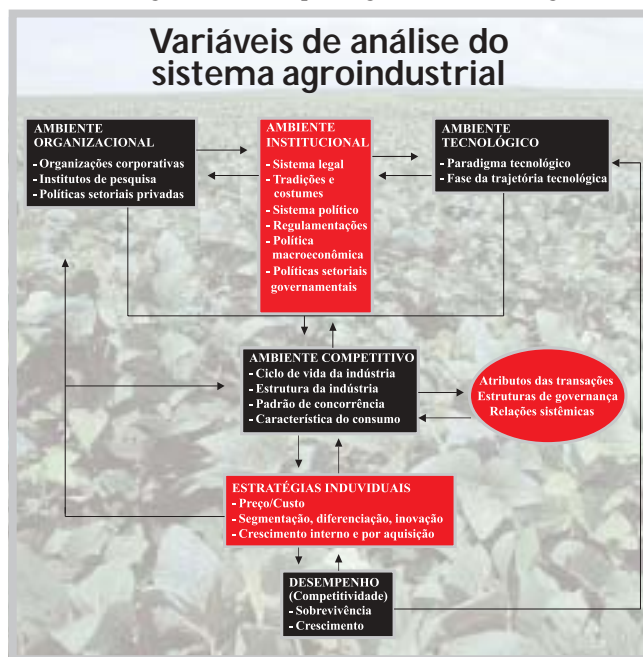 Variáveis de análise do
sistema agroindustrial
AMBIENTE
ORGANIZACIONAL
- Organizações corporativas
- Institutos de pesquisa
- Políticas setoriais privadas
AMBIENTE
INSTITUCIONAL
- Sistema legal
- Tradições e
costumes
- Sistema político
- Regulamentações
- Política
macroeconômica
- Políticas setoriais
governamentais
AMBIENTE
TECNOLÓGICO
- Paradigma tecnológico
- Fase da trajetória tecnológica
AMBIENTE COMPETITIVO
- Ciclo de vida da indústria
- Estrutura da indústria
- Padrão de concorrência
- Característica do consumo
Atributos das transações
Estruturas de governança
Relações sistêmicas
ESTRATÉGIAS INDUVIDUAIS
- Preço/Custo
- Segmentação, diferenciação, inovação
- Crescimento interno e por aquisição
DESEMPENHO
(Competitividade)
- Sobrevivência
- Crescimento